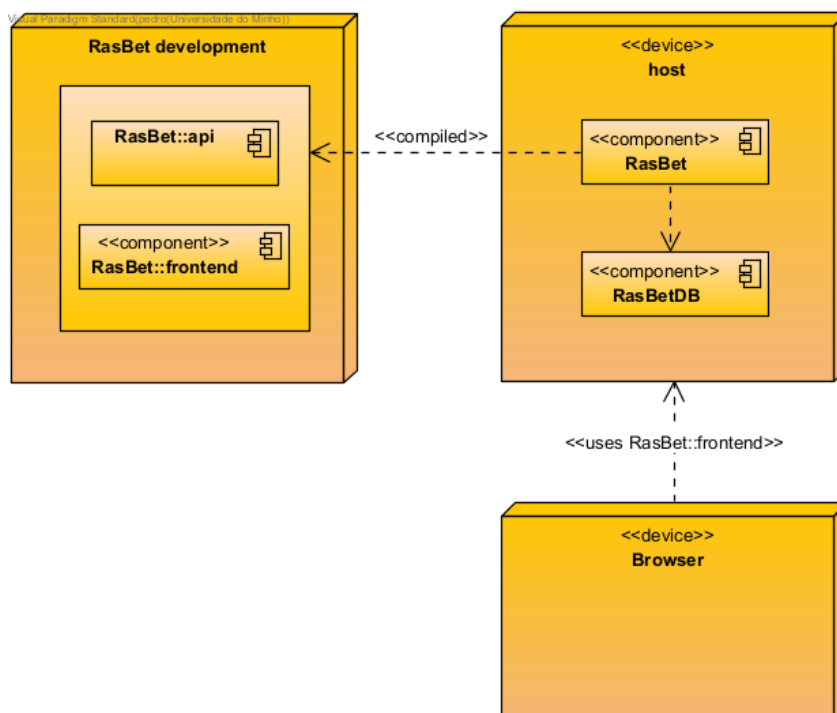 Visual Paradigm Standard(pedro(Universidade do Minho))
RasBet development
RasBet::api
<<component>>
RasBet::frontend
<<compiled>>
<<device>>
host
<<component>>
RasBet
<<component>>
RasBetDB
<<uses RasBet::frontend>>
<<device>>
Browser